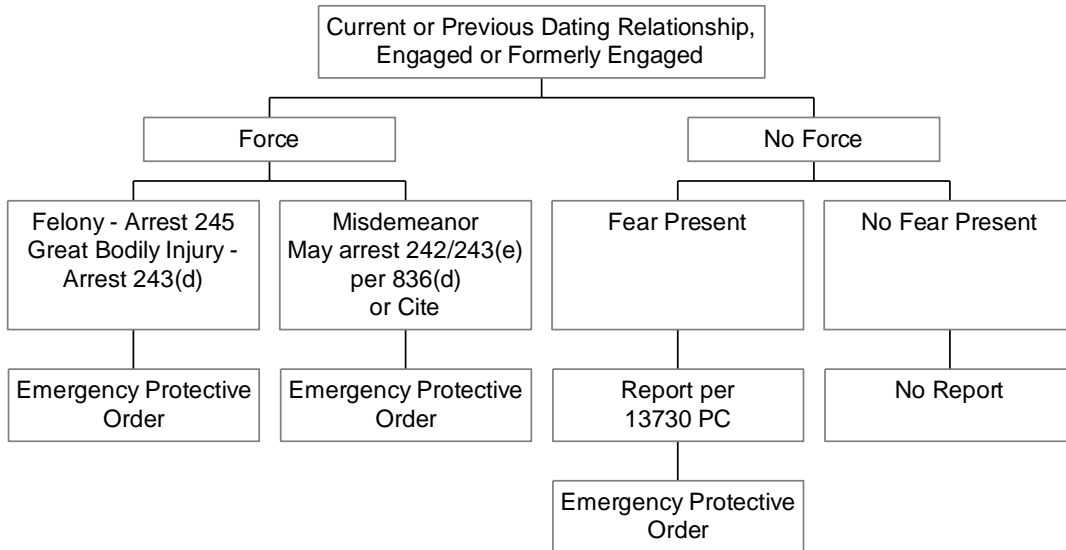 Current or Previous Dating Relationship,
Engaged or Formerly Engaged
Force
No Force
Felony - Arrest 245
Great Bodily Injury -
Arrest 243(d)
Misdemeanor
May arrest 242/243(e)
per 836(d)
or Cite
Fear Present
No Fear Present
Emergency Protective
Order
Emergency Protective
Order
Report per
13730 PC
No Report
Emergency Protective
Order